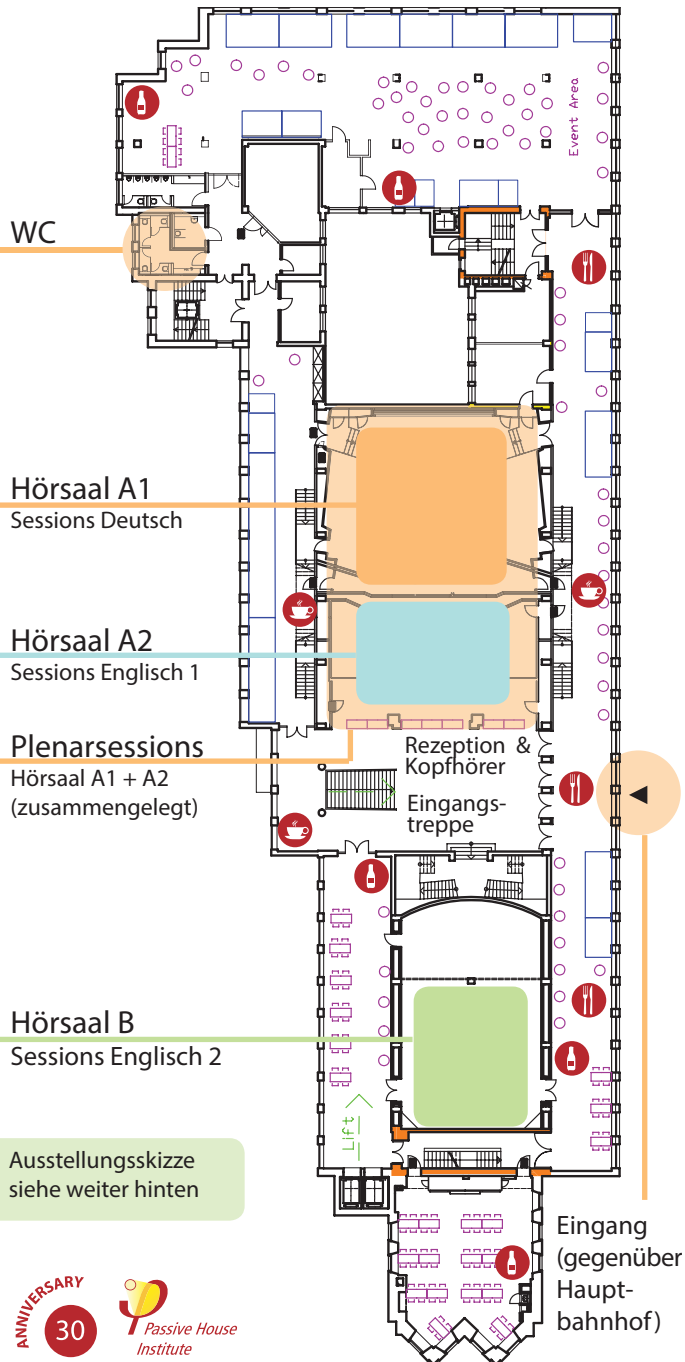 Event Area
WC
Hörsaal A1
Sessions Deutsch
Hörsaal A2
Sessions Englisch 1
Plenarsessions
Hörsaal A1 + A2
(zusammengelegt)
Rezeption &
Kopfhörer
Eingangs-
treppe
Hörsaal B
Sessions Englisch 2
Lift
Ausstellungsskizze
siehe weiter hinten
Eingang
(gegenüber
Haupt-
bahnhof)
ANNIVERSARY
30
Passive House
Institute